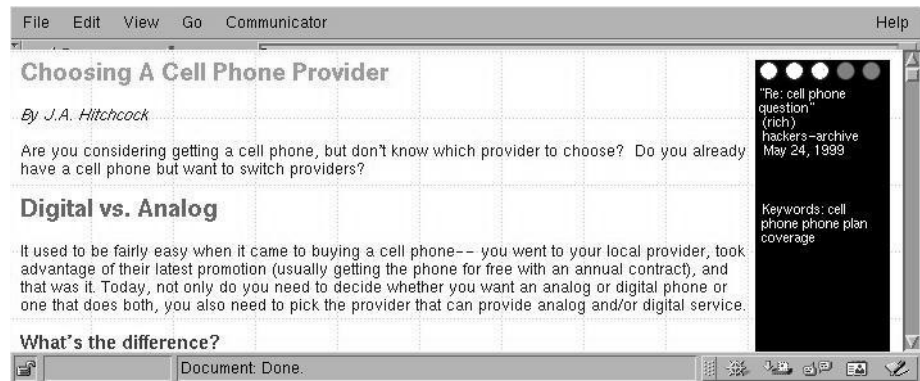 File Edit View Go Communicator Help
Choosing A Cell Phone Provider
By J.A. Hitchcock
Are you considering getting a cell phone, but don't know which provider to choose? Do you already
have a cell phone but want to switch providers?
Digital vs. Analog
It used to be fairly easy when it came to buying a cell phone-- you went to your local provider, took
advantage of their latest promotion (usually getting the phone for free with an annual contract), and
that was it. Today, not only do you need to decide whether you want an analog or digital phone or
one that does both, you also need to pick the provider that can provide analog and/or digital service.
What's the difference?
"Re: cell phone
question"
(rich)
hackers-archive
May 24, 1999
Keywords: cell
phone phone plan
coverage
Document: Done.